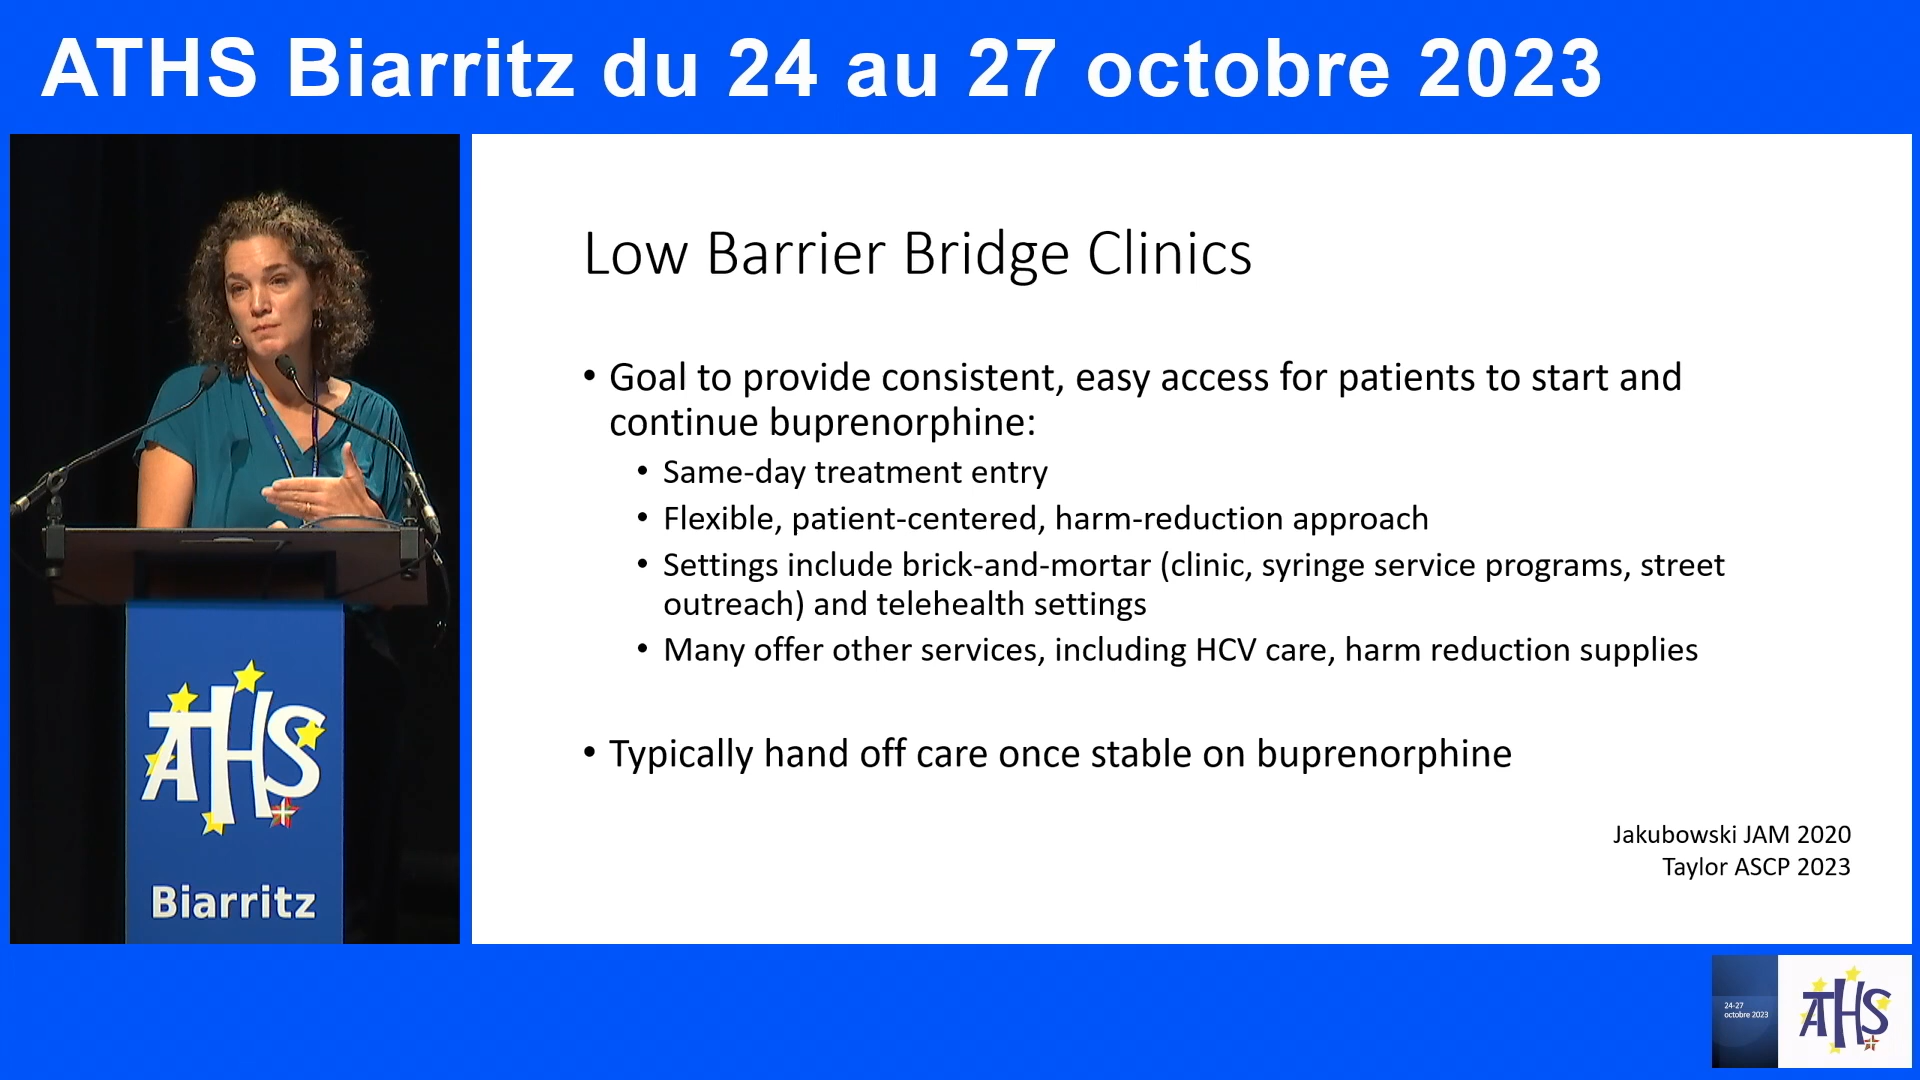 ATHS Biarritz du 24 au 27 octobre 2023
Low Barrier Bridge Clinics
• Goal to provide consistent, easy access for patients to start and
continue buprenorphine:
• Same-day treatment entry
• Flexible, patient-centered, harm-reduction approach
• Settings include brick-and-mortar (clinic, syringe service programs, street
outreach) and telehealth settings
• Many offer other services, including HCV care, harm reduction supplies
• Typically hand off care once stable on buprenorphine
Jakubowski JAM 2020
Taylor ASCP 2023
ATHS
Biarritz
24-27
octobre 2023
ATHS